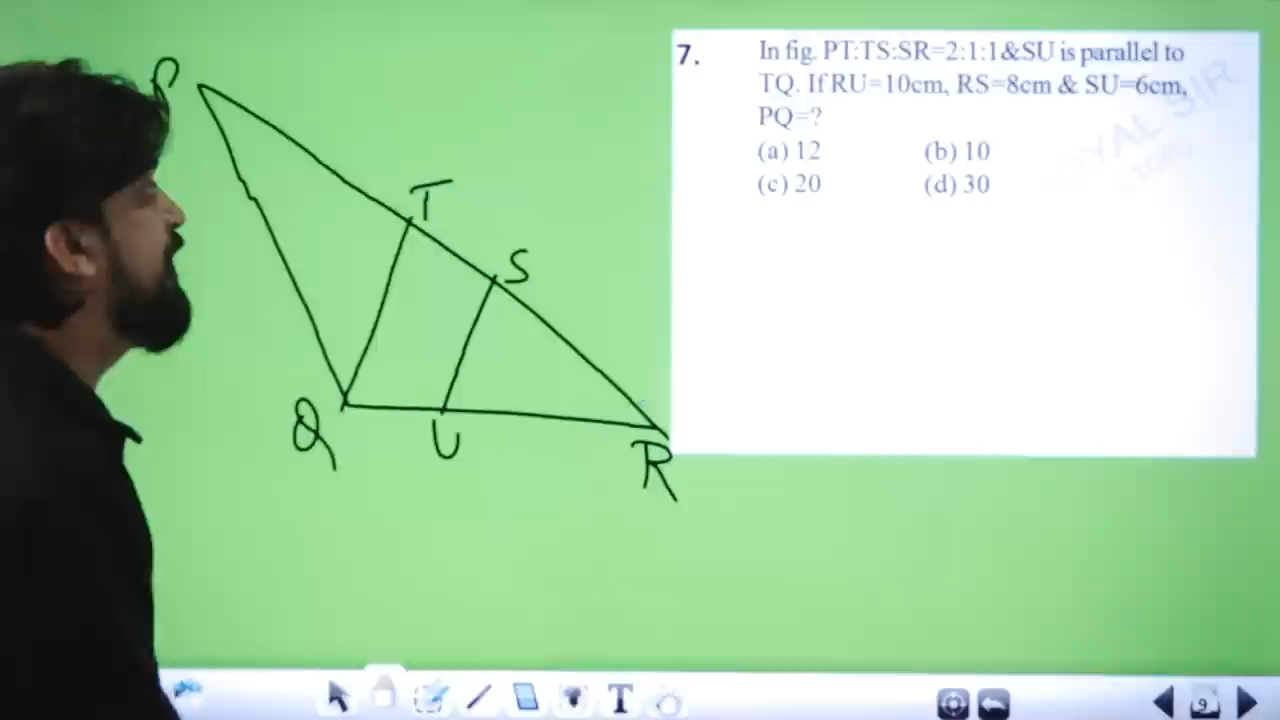 7.
In fig. PT:TS:SR=2:1:1&SU is parallel to
TQ. If RU=10cm, RS=8cm & SU=6cm,
PQ=?
(a) 12 (b) 10
(c) 20 (d) 30
P
T
S
Q
U
R
T
9